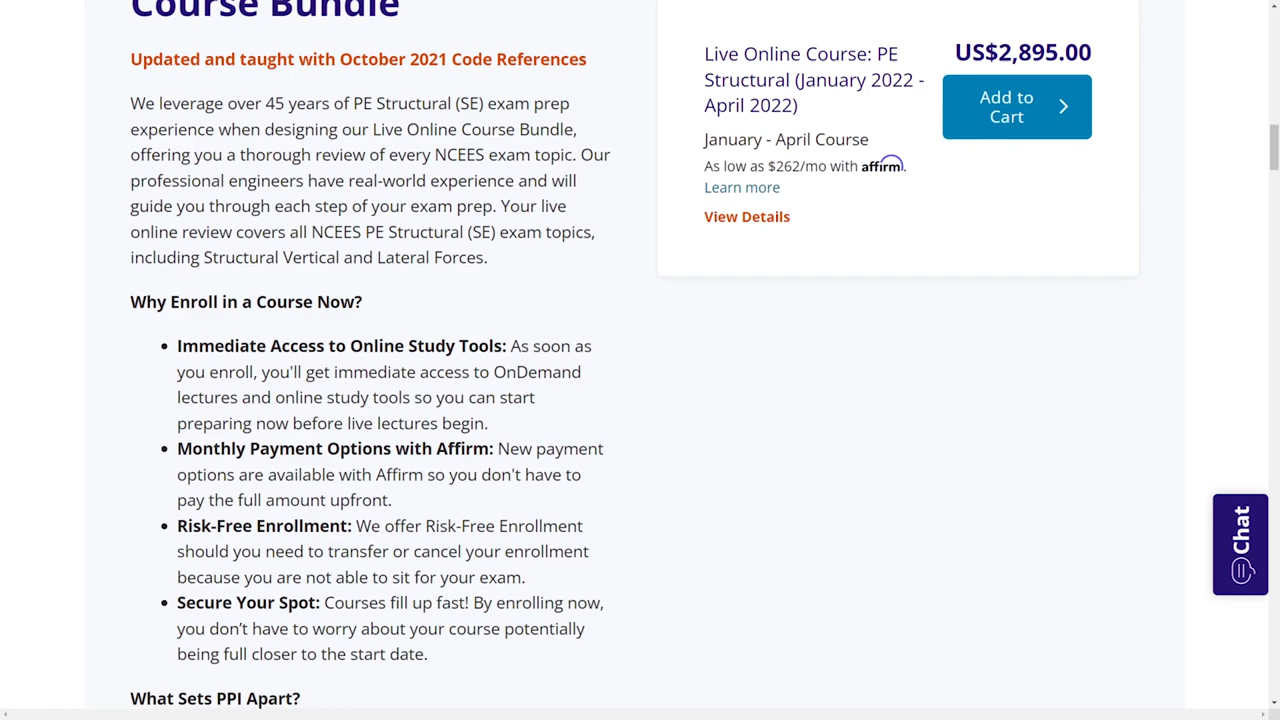 Course Bundle
Updated and taught with October 2021 Code References
We leverage over 45 years of PE Structural (SE) exam prep
experience when designing our Live Online Course Bundle,
offering you a thorough review of every NCEES exam topic. Our
professional engineers have real-world experience and will
guide you through each step of your exam prep. Your live
online review covers all NCEES PE Structural (SE) exam topics,
including Structural Vertical and Lateral Forces.
Why Enroll in a Course Now?
• Immediate Access to Online Study Tools: As soon as
you enroll, you'll get immediate access to OnDemand
lectures and online study tools so you can start
preparing now before live lectures begin.
• Monthly Payment Options with Affirm: New payment
options are available with Affirm so you don't have to
pay the full amount upfront.
• Risk-Free Enrollment: We offer Risk-Free Enrollment
should you need to transfer or cancel your enrollment
because you are not able to sit for your exam.
• Secure Your Spot: Courses fill up fast! By enrolling now,
you don’t have to worry about your course potentially
being full closer to the start date.
What Sets PPI Apart?
Live Online Course: PE
Structural (January 2022 -
April 2022)
January - April Course
As low as $262/mo with affirm.
Learn more
View Details
US$2,895.00
Add to
Cart
Chat